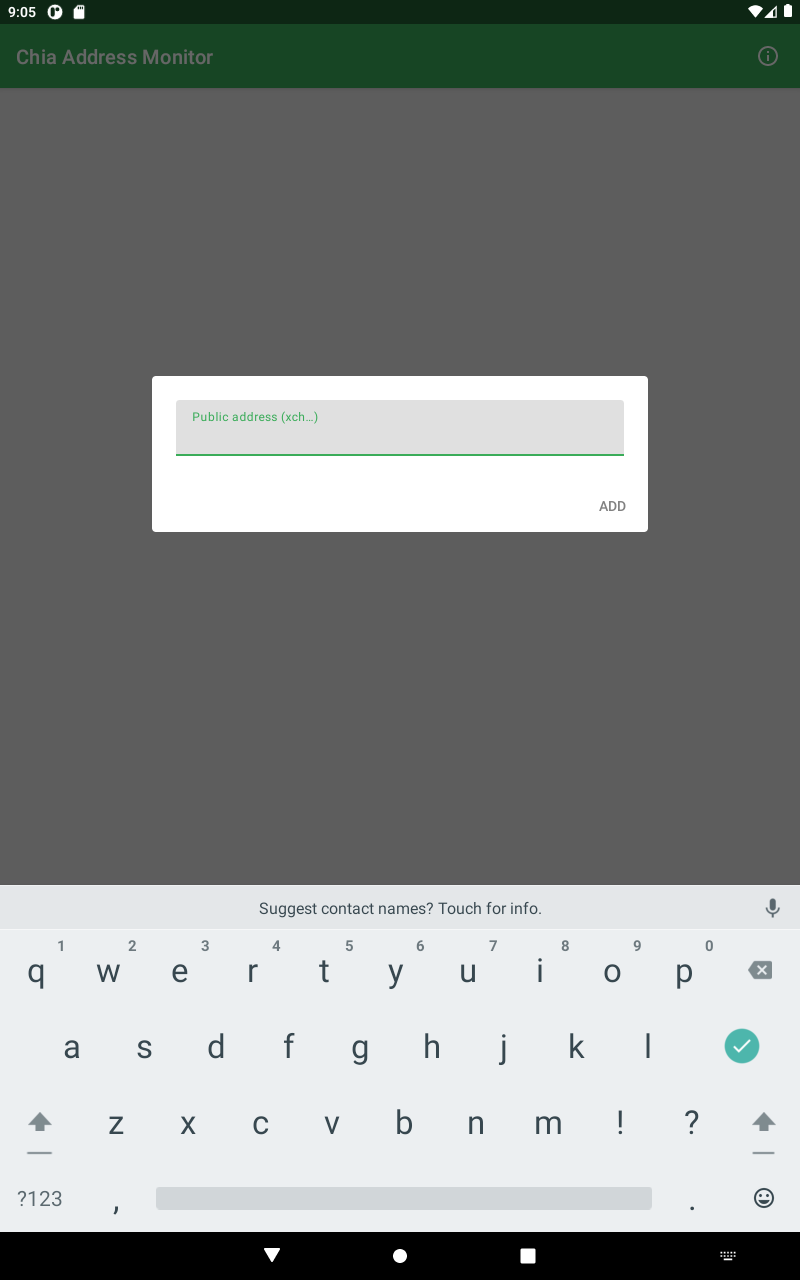 9:05
Chia Address Monitor
Public address (xch…)
ADD
Suggest contact names? Touch for info.
1 2 3 4 5 6 7 8 9 0
q w e r t y u i o p
a s d f g h j k l
z x c v b n m ! ?
?123 , .